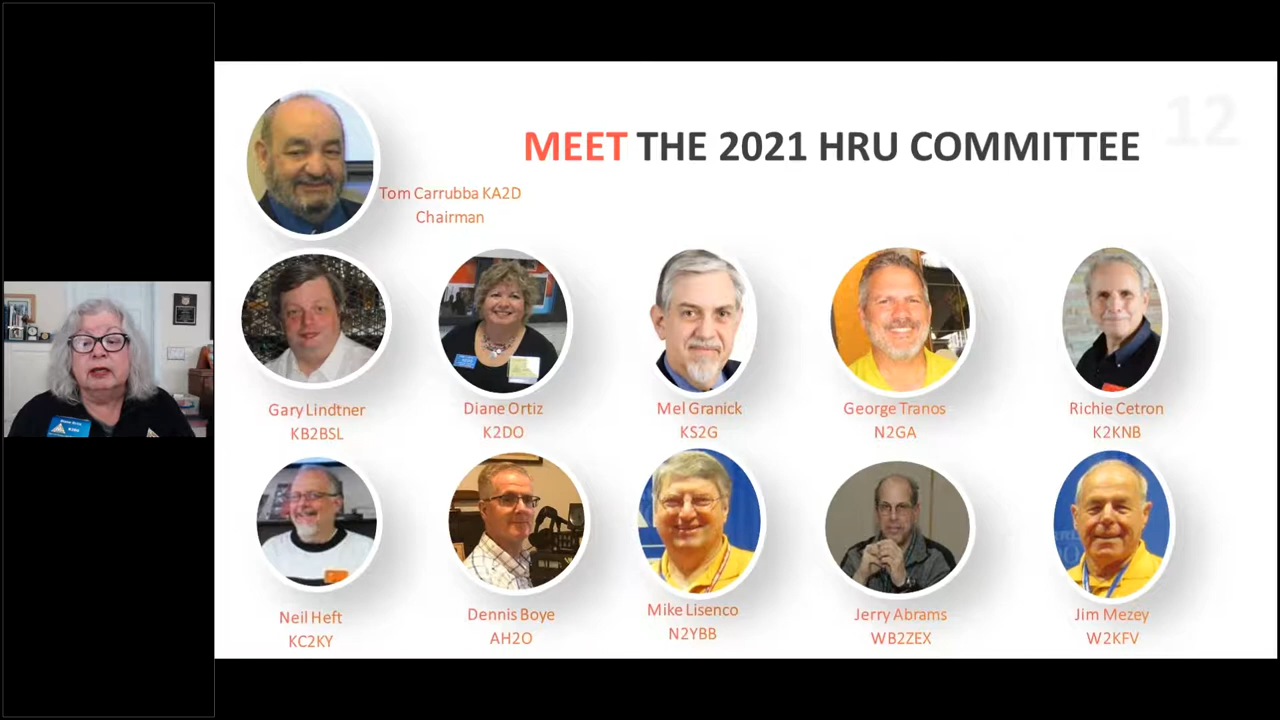 12
MEET THE 2021 HRU COMMITTEE
Tom Carrubba KA2D
Chairman
Gary Lindtner
KB2BSL
Diane Ortiz
K2DO
Mel Granick
KS2G
George Tranos
N2GA
Richie Cetron
K2KNB
Neil Heft
KC2KY
Dennis Boye
AH2O
Mike Lisenco
N2YBB
Jerry Abrams
WB2ZEX
Jim Mezey
W2KFV